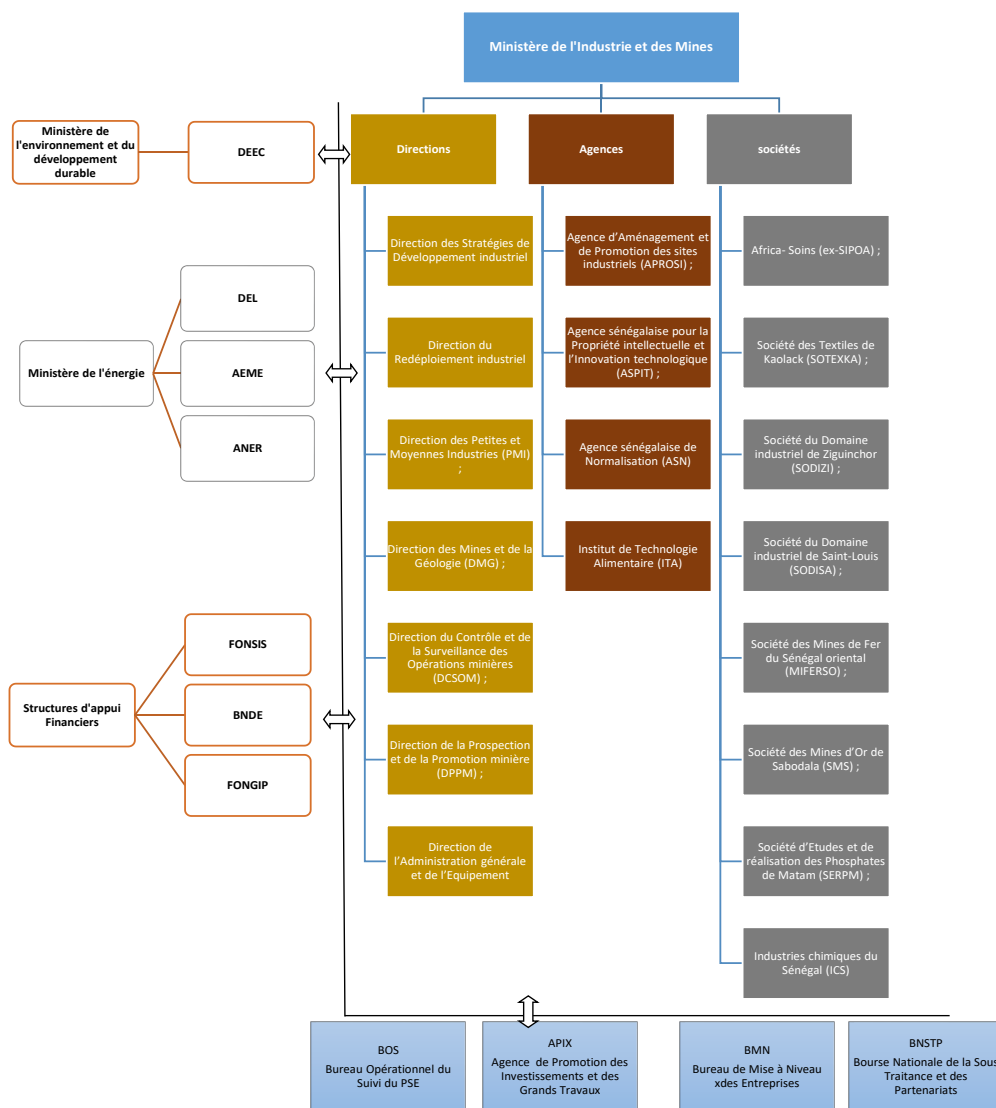 Ministère de l'Industrie et des Mines
Ministère de
l'environnement et du
développement
durable
DEEC
Directions
Agences
sociétés
Direction des Stratégies de
Développement industriel
Agence d’Aménagement et
de Promotion des sites
industriels (APROSI) ;
Africa- Soins (ex-SIPOA) ;
DEL
Ministère de l'énergie
AEME
ANER
Direction du
Redéploiement industriel
Agence sénégalaise pour la
Propriété intellectuelle et
l’Innovation technologique
(ASPIT) ;
Société des Textiles de
Kaolack (SOTEXKA) ;
Direction des Petites et
Moyennes Industries (PMI)
;
Agence sénégalaise de
Normalisation (ASN)
Société du Domaine
industriel de Ziguinchor
(SODIZI) ;
Direction des Mines et de la
Géologie (DMG) ;
Institut de Technologie
Alimentaire (ITA)
Société du Domaine
industriel de Saint-Louis
(SODISA) ;
FONSIS
Structures d'appui
Financiers
BNDE
FONGIP
Direction du Contrôle et de
la Surveillance des
Opérations minières
(DCSOM) ;
Société des Mines de Fer
du Sénégal oriental
(MIFERSO) ;
Direction de la Prospection
et de la Promotion minière
(DPPM) ;
Société des Mines d’Or de
Sabodala (SMS) ;
Direction de
l’Administration générale
et de l’Equipement
Société d’Etudes et de
réalisation des Phosphates
de Matam (SERPM) ;
Industries chimiques du
Sénégal (ICS)
BOS
Bureau Opérationnel du
Suivi du PSE
APIX
Agence de Promotion des
Investissements et des
Grands Travaux
BMN
Bureau de Mise à Niveau
xdes Entreprises
BNSTP
Bourse Nationale de la Sous
Traitance et des
Partenariats